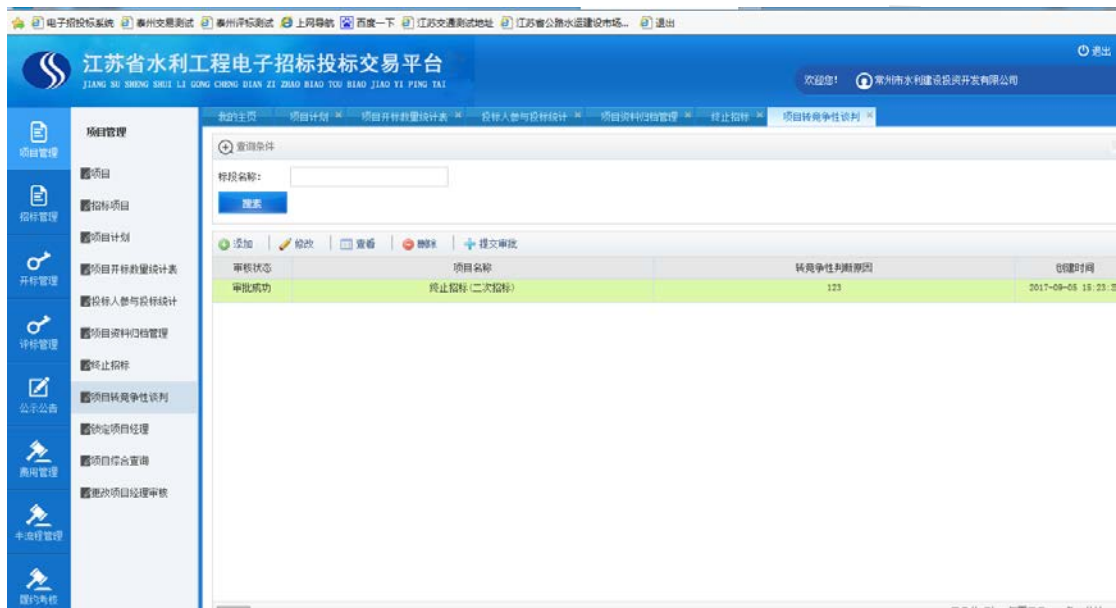 电子招投标系统 泰州交易测试 泰州评标测试 上网导航 百度一下 江苏交通测试地址 江苏省公路水运建设市场... 退出
江苏省水利工程电子招标投标交易平台
JIANG SU SHENG SHUI LI GONG CHENG DIAN ZI ZHAO BIAO TOU BIAO JIAO YI PING TAI
退出
欢迎您! 常州市水利建设投资开发有限公司
我的主页 项目计划 项目开标数量统计表 投标人参与投标统计 项目资料归档管理 终止招标 项目转竞争性谈判
项目管理
招标管理
开标管理
评标管理
公示公告
费用管理
半流程管理
履约考核
项目管理
项目
招标项目
项目计划
项目开标数量统计表
投标人参与投标统计
项目资料归档管理
终止招标
项目转竞争性谈判
锁定项目经理
项目综合查询
更改项目经理审核
查询条件
标段名称:
搜索
添加 修改 查看 删除 提交审批
审核状态 项目名称 转竞争性判断原因 创建时间
审批成功 终止招标(二次招标) 123 2017-09-05 15:23:2